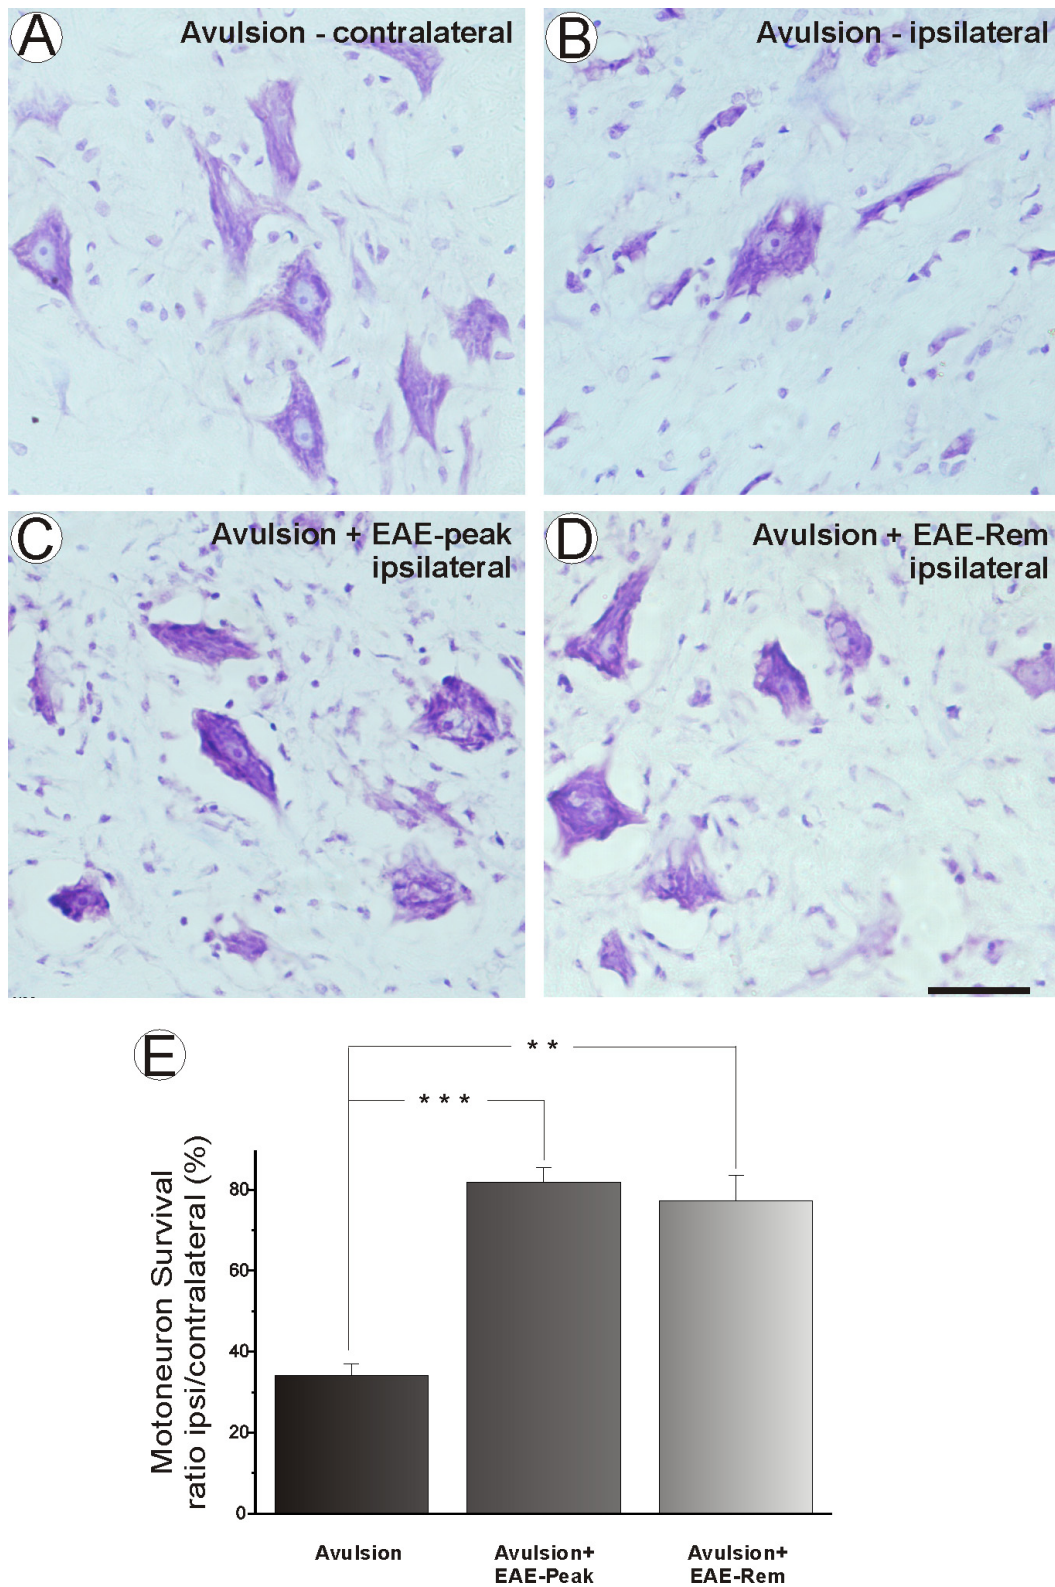 A
Avulsion - contralateral
B
Avulsion - ipsilateral
C
Avulsion + EAE-peak
ipsilateral
D
Avulsion + EAE-Rem
ipsilateral
E
**
***
Motoneuron Survival
ratio ipsi/contralateral (%)
80
60
40
20
0
Avulsion
Avulsion+
EAE-Peak
Avulsion+
EAE-Rem